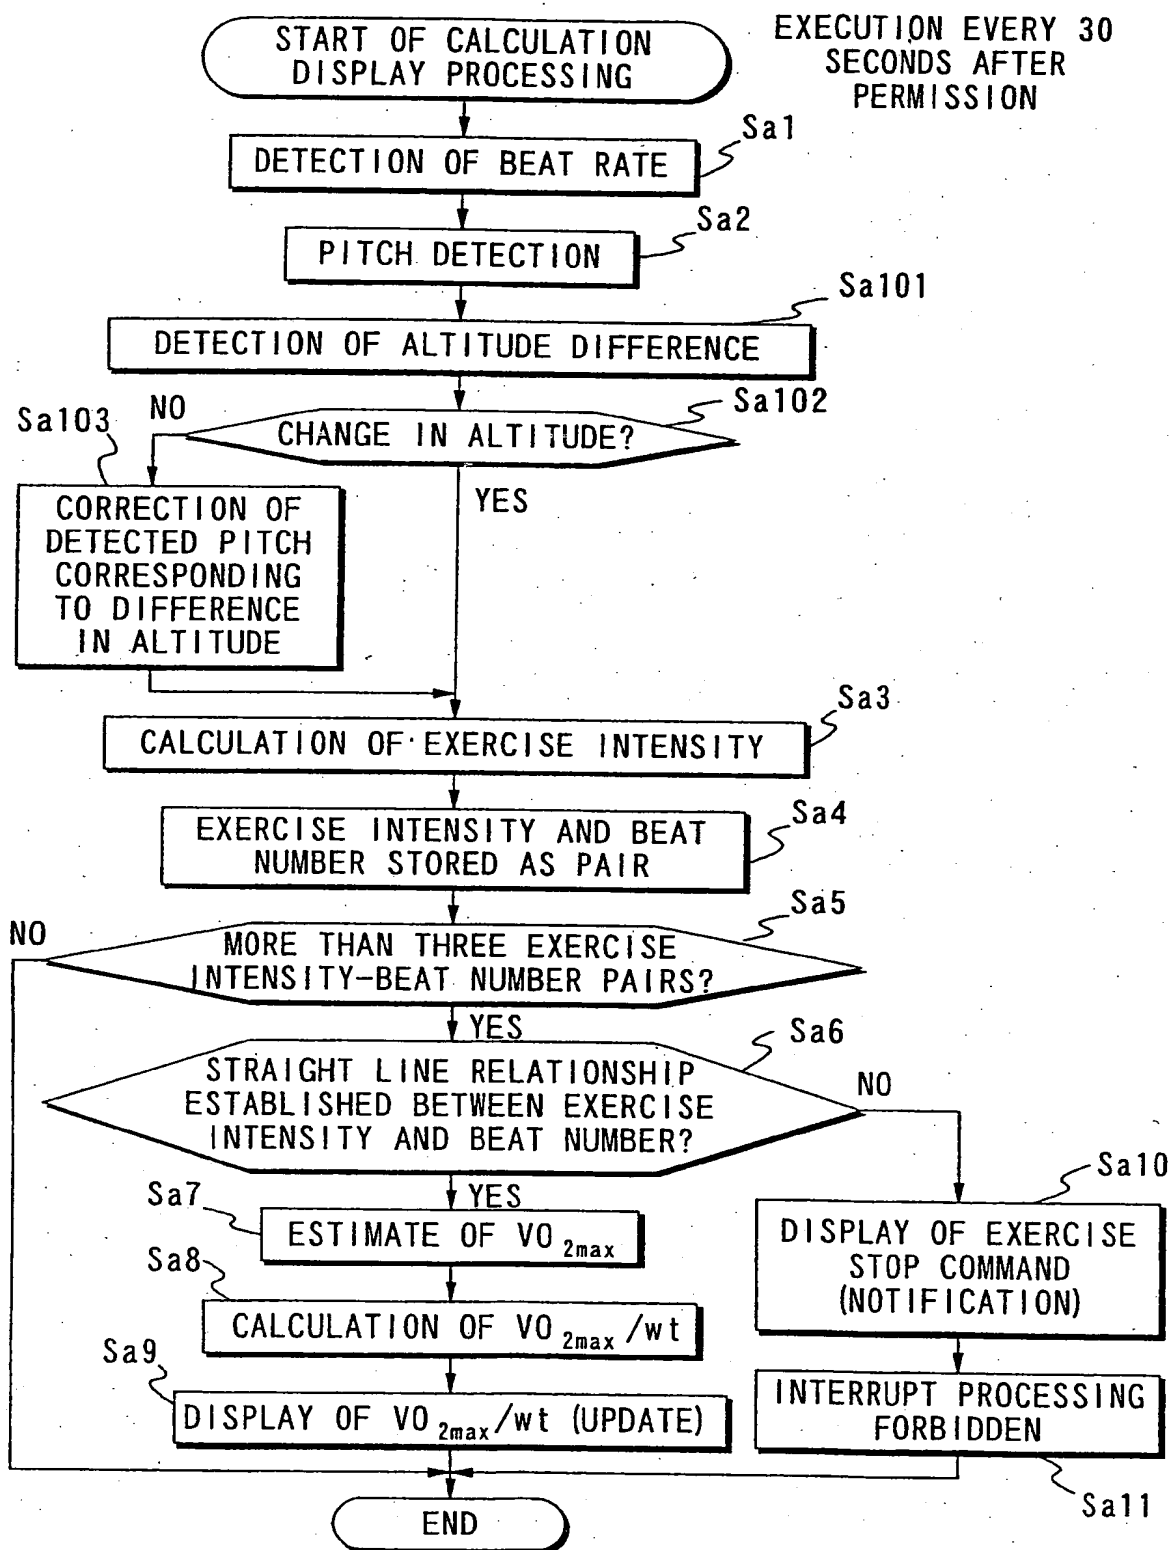 START OF CALCULATION
DISPLAY PROCESSING
EXECUTION EVERY 30
SECONDS AFTER
PERMISSION
Sa1
DETECTION OF BEAT RATE
Sa2
PITCH DETECTION
Sa101
DETECTION OF ALTITUDE DIFFERENCE
Sa102
CHANGE IN ALTITUDE?
NO
Sa103
YES
CORRECTION OF
DETECTED PITCH
CORRESPONDING
TO DIFFERENCE
IN ALTITUDE
Sa3
CALCULATION OF EXERCISE INTENSITY
Sa4
EXERCISE INTENSITY AND BEAT
NUMBER STORED AS PAIR
Sa5
NO
MORE THAN THREE EXERCISE
INTENSITY-BEAT NUMBER PAIRS?
YES
Sa6
STRAIGHT LINE RELATIONSHIP
ESTABLISHED BETWEEN EXERCISE
INTENSITY AND BEAT NUMBER?
NO
YES
Sa7
ESTIMATE OF VO2max
Sa8
CALCULATION OF VO2max/wt
Sa9
DISPLAY OF VO2max/wt (UPDATE)
Sa10
DISPLAY OF EXERCISE
STOP COMMAND
(NOTIFICATION)
INTERRUPT PROCESSING
FORBIDDEN
Sa11
END